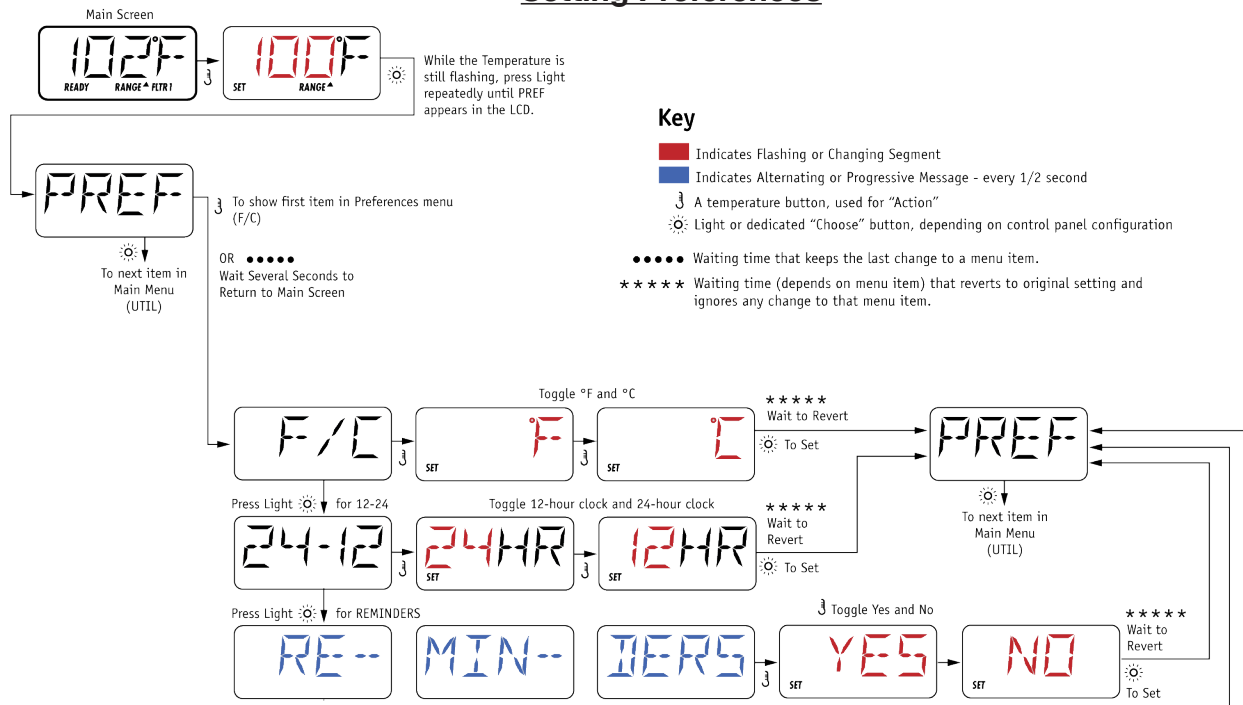 Setting Preferences
Main Screen
102°F
READY RANGE FLTR1
100°F
SET RANGE
While the Temperature is
still flashing, press Light
repeatedly until PREF
appears in the LCD.
Key
Indicates Flashing or Changing Segment
Indicates Alternating or Progressive Message - every 1/2 second
A temperature button, used for “Action”
Light or dedicated “Choose” button, depending on control panel configuration
●●●●● Waiting time that keeps the last change to a menu item.
***** Waiting time (depends on menu item) that reverts to original setting and
ignores any change to that menu item.
PREF
To show first item in Preferences menu
(F/C)
OR ●●●●●
Wait Several Seconds to
Return to Main Screen
To next item in
Main Menu
(UTIL)
Toggle °F and °C
F/C
°F
SET
°C
SET
*****
Wait to Revert
To Set
PREF
To next item in
Main Menu
(UTIL)
Press Light for 12-24
Toggle 12-hour clock and 24-hour clock
24-12
24HR
SET
12HR
SET
*****
Wait to
Revert
To Set
Press Light for REMINDERS
Toggle Yes and No
RE--
MIN--
DERS
YES
SET
NO
SET
*****
Wait to
Revert
To Set